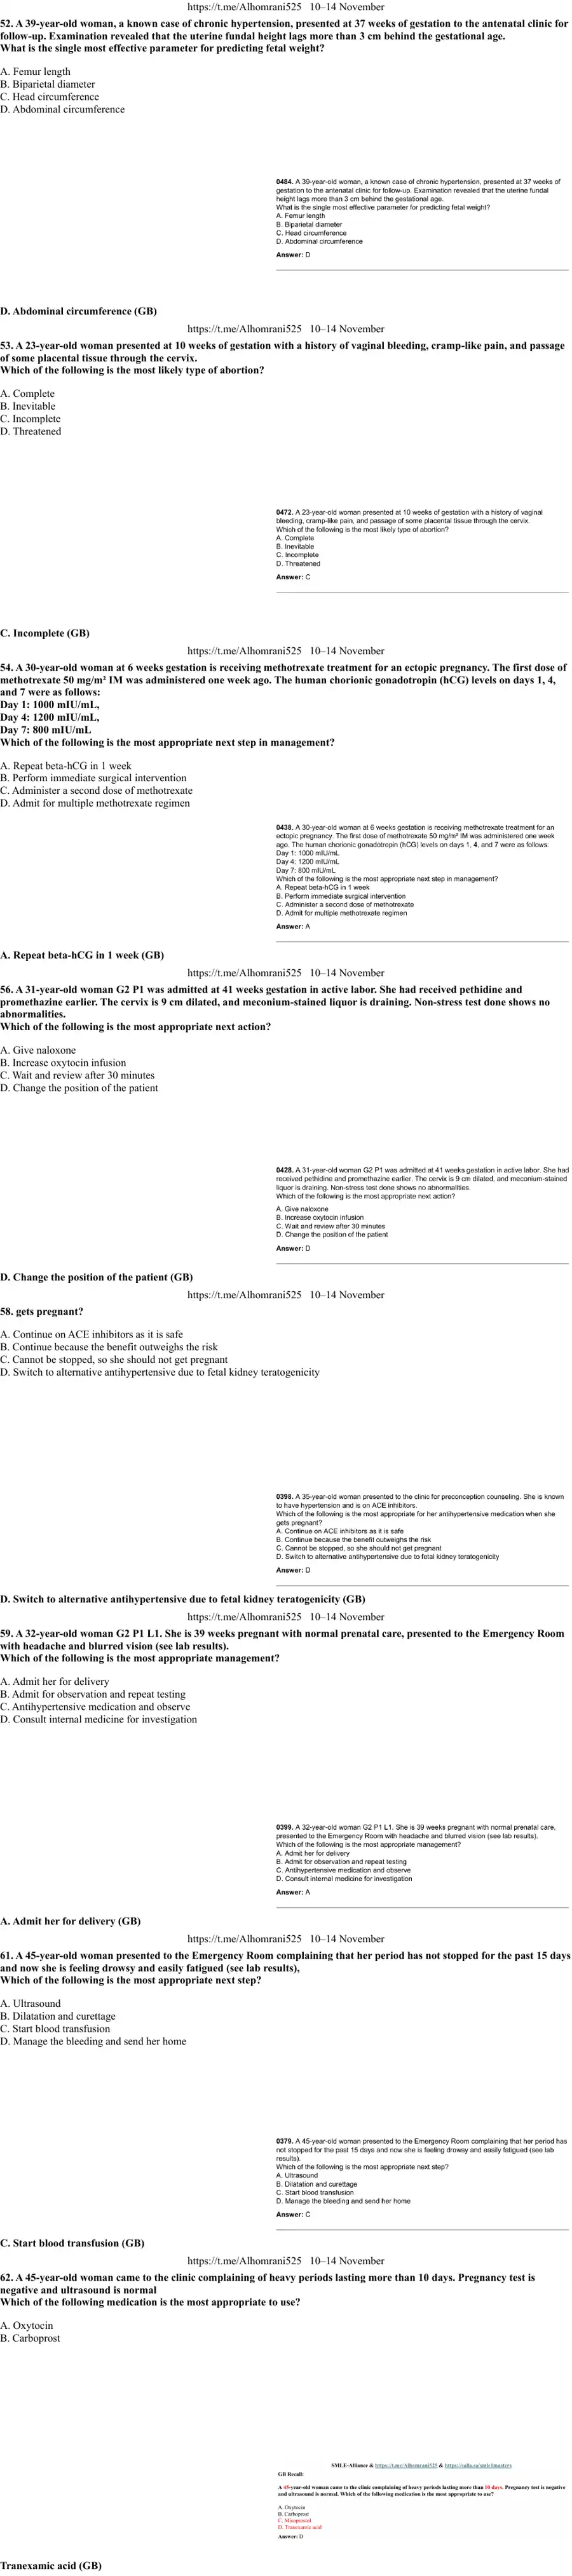 https://t.me/Alhomrani525 10–14 November
52. A 39-year-old woman, a known case of chronic hypertension, presented at 37 weeks of gestation to the antenatal clinic for
follow-up. Examination revealed that the uterine fundal height lags more than 3 cm behind the gestational age.
What is the single most effective parameter for predicting fetal weight?
A. Femur length
B. Biparietal diameter
C. Head circumference
D. Abdominal circumference
0484. A 39-year-old woman, a known case of chronic hypertension, presented at 37 weeks of
gestation to the antenatal clinic for follow-up. Examination revealed that the uterine fundal
height lags more than 3 cm behind the gestational age.
What is the single most effective parameter for predicting fetal weight?
A. Femur length
B. Biparietal diameter
C. Head circumference
D. Abdominal circumference
Answer: D
D. Abdominal circumference (GB)
https://t.me/Alhomrani525 10–14 November
53. A 23-year-old woman presented at 10 weeks of gestation with a history of vaginal bleeding, cramp-like pain, and passage
of some placental tissue through the cervix.
Which of the following is the most likely type of abortion?
A. Complete
B. Inevitable
C. Incomplete
D. Threatened
0472. A 23-year-old woman presented at 10 weeks of gestation with a history of vaginal
bleeding, cramp-like pain, and passage of some placental tissue through the cervix.
Which of the following is the most likely type of abortion?
A. Complete
B. Inevitable
C. Incomplete
D. Threatened
Answer: C
C. Incomplete (GB)
https://t.me/Alhomrani525 10–14 November
54. A 30-year-old woman at 6 weeks gestation is receiving methotrexate treatment for an ectopic pregnancy. The first dose of
methotrexate 50 mg/m² IM was administered one week ago. The human chorionic gonadotropin (hCG) levels on days 1, 4,
and 7 were as follows:
Day 1: 1000 mIU/mL,
Day 4: 1200 mIU/mL,
Day 7: 800 mIU/mL
Which of the following is the most appropriate next step in management?
A. Repeat beta-hCG in 1 week
B. Perform immediate surgical intervention
C. Administer a second dose of methotrexate
D. Admit for multiple methotrexate regimen
0438. A 30-year-old woman at 6 weeks gestation is receiving methotrexate treatment for an
ectopic pregnancy. The first dose of methotrexate 50 mg/m² IM was administered one week
ago. The human chorionic gonadotropin (hCG) levels on days 1, 4, and 7 were as follows:
Day 1: 1000 mIU/mL
Day 4: 1200 mIU/mL
Day 7: 800 mIU/mL
Which of the following is the most appropriate next step in management?
A. Repeat beta-hCG in 1 week
B. Perform immediate surgical intervention
C. Administer a second dose of methotrexate
D. Admit for multiple methotrexate regimen
Answer: A
A. Repeat beta-hCG in 1 week (GB)
https://t.me/Alhomrani525 10–14 November
56. A 31-year-old woman G2 P1 was admitted at 41 weeks gestation in active labor. She had received pethidine and
promethazine earlier. The cervix is 9 cm dilated, and meconium-stained liquor is draining. Non-stress test done shows no
abnormalities.
Which of the following is the most appropriate next action?
A. Give naloxone
B. Increase oxytocin infusion
C. Wait and review after 30 minutes
D. Change the position of the patient
0428. A 31-year-old woman G2 P1 was admitted at 41 weeks gestation in active labor. She had
received pethidine and promethazine earlier. The cervix is 9 cm dilated, and meconium-stained
liquor is draining. Non-stress test done shows no abnormalities.
Which of the following is the most appropriate next action?
A. Give naloxone
B. Increase oxytocin infusion
C. Wait and review after 30 minutes
D. Change the position of the patient
Answer: D
D. Change the position of the patient (GB)
https://t.me/Alhomrani525 10–14 November
58. gets pregnant?
A. Continue on ACE inhibitors as it is safe
B. Continue because the benefit outweighs the risk
C. Cannot be stopped, so she should not get pregnant
D. Switch to alternative antihypertensive due to fetal kidney teratogenicity
0398. A 35-year-old woman presented to the clinic for preconception counseling. She is known
to have hypertension and is on ACE inhibitors.
Which of the following is the most appropriate for her antihypertensive medication when she
gets pregnant?
A. Continue on ACE inhibitors as it is safe
B. Continue because the benefit outweighs the risk
C. Cannot be stopped, so she should not get pregnant
D. Switch to alternative antihypertensive due to fetal kidney teratogenicity
Answer: D
D. Switch to alternative antihypertensive due to fetal kidney teratogenicity (GB)
https://t.me/Alhomrani525 10–14 November
59. A 32-year-old woman G2 P1 L1. She is 39 weeks pregnant with normal prenatal care, presented to the Emergency Room
with headache and blurred vision (see lab results).
Which of the following is the most appropriate management?
A. Admit her for delivery
B. Admit for observation and repeat testing
C. Antihypertensive medication and observe
D. Consult internal medicine for investigation
0399. A 32-year-old woman G2 P1 L1. She is 39 weeks pregnant with normal prenatal care,
presented to the Emergency Room with headache and blurred vision (see lab results).
Which of the following is the most appropriate management?
A. Admit her for delivery
B. Admit for observation and repeat testing
C. Antihypertensive medication and observe
D. Consult internal medicine for investigation
Answer: A
A. Admit her for delivery (GB)
https://t.me/Alhomrani525 10–14 November
61. A 45-year-old woman presented to the Emergency Room complaining that her period has not stopped for the past 15 days
and now she is feeling drowsy and easily fatigued (see lab results),
Which of the following is the most appropriate next step?
A. Ultrasound
B. Dilatation and curettage
C. Start blood transfusion
D. Manage the bleeding and send her home
0379. A 45-year-old woman presented to the Emergency Room complaining that her period has
not stopped for the past 15 days and now she is feeling drowsy and easily fatigued (see lab
results).
Which of the following is the most appropriate next step?
A. Ultrasound
B. Dilatation and curettage
C. Start blood transfusion
D. Manage the bleeding and send her home
Answer: C
C. Start blood transfusion (GB)
https://t.me/Alhomrani525 10–14 November
62. A 45-year-old woman came to the clinic complaining of heavy periods lasting more than 10 days. Pregnancy test is
negative and ultrasound is normal
Which of the following medication is the most appropriate to use?
A. Oxytocin
B. Carboprost
SMLE-Alliance & https://t.me/Alhomrani525 &
GB Recall:
A 45-year-old woman came to the clinic complaining of heavy periods lasting more than 10 days. Pregnancy test is negative
and ultrasound is normal. Which of the following medication is the most appropriate to use?
A. Oxytocin
B. Carboprost
C. Misoprostol
D. Tranexamic acid
Answer: D
Tranexamic acid (GB)